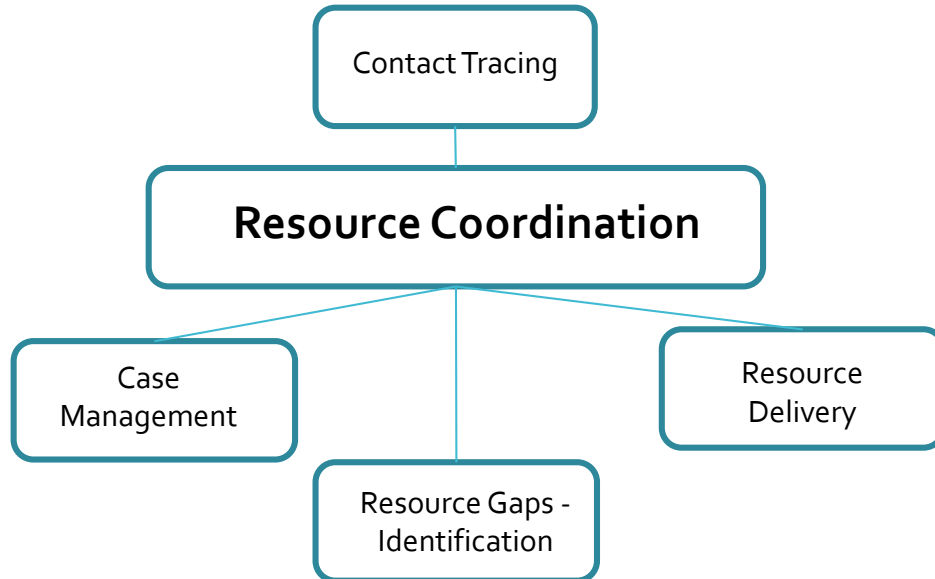 Contact Tracing
Resource Coordination
Case
Management
Resource
Delivery
Resource Gaps -
Identification